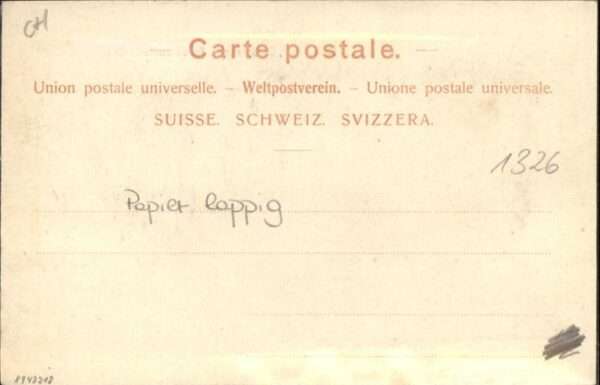 CH
Carte postale.
Union postale universelle. – Weltpostverein. – Unione postale universale.
SUISSE. SCHWEIZ. SVIZZERA.
1326
Papier lappig